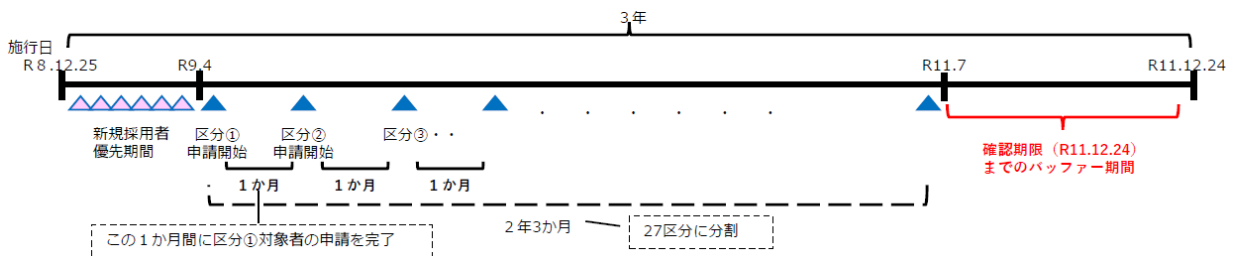 3年
施行日
R8.12.25
R9.4
R11.7
R11.12.24
新規採用者
優先期間
区分①
申請開始
区分②
申請開始
区分③・・
・・・・・・
確認期限(R11.12.24)
までのバッファー期間
1か月
1か月
1か月
2年3か月
27区分に分割
この1か月間に区分①対象者の申請を完了